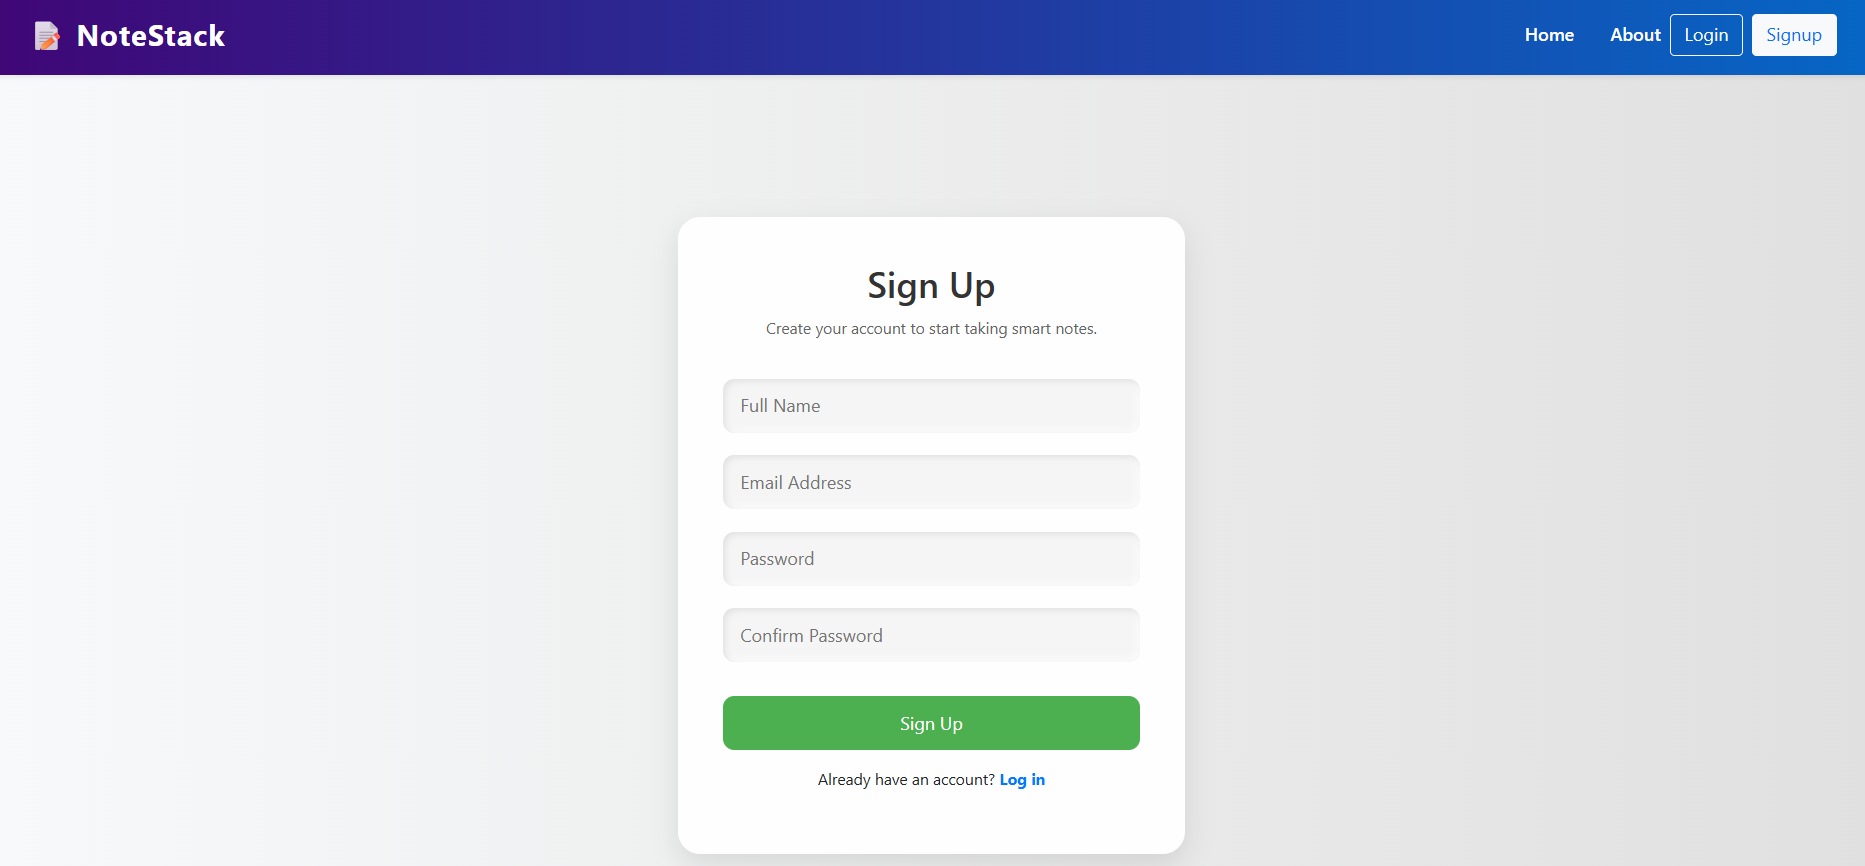 NoteStack
Home About Login Signup
Sign Up
Create your account to start taking smart notes.
Full Name
Email Address
Password
Confirm Password
Sign Up
Already have an account? Log in